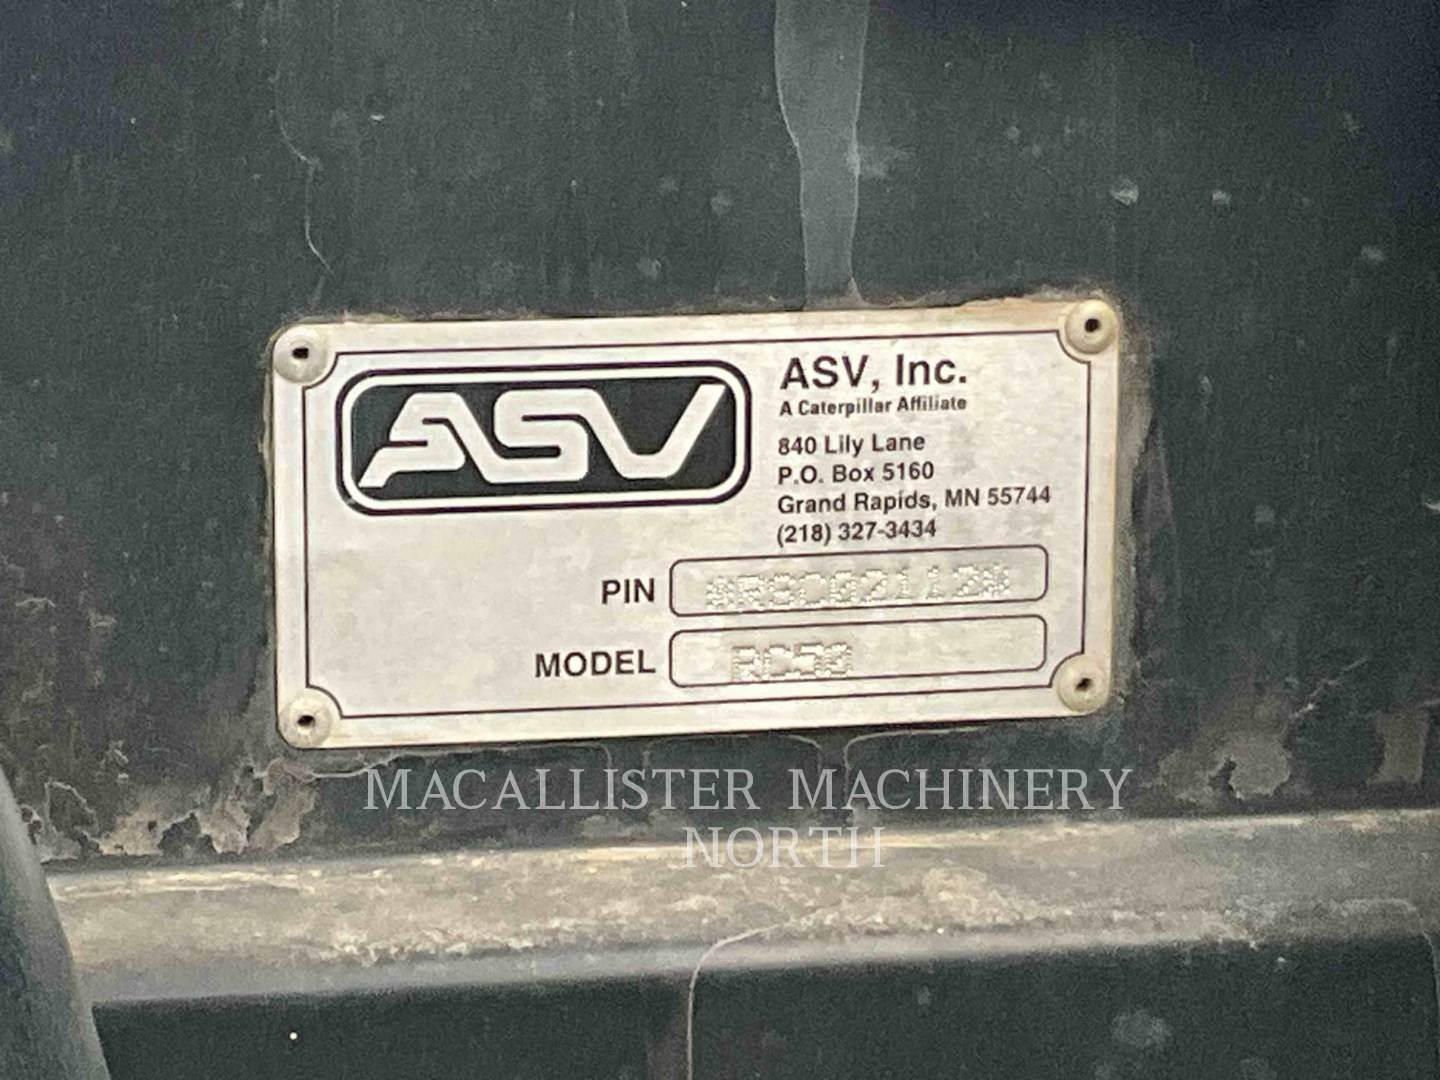 ASV
ASV, Inc.
A Caterpillar Affiliate
840 Lily Lane
P.O. Box 5160
Grand Rapids, MN 55744
(218) 327-3434
PIN
MODEL RC50
MACALLISTER MACHINERY
NORTH